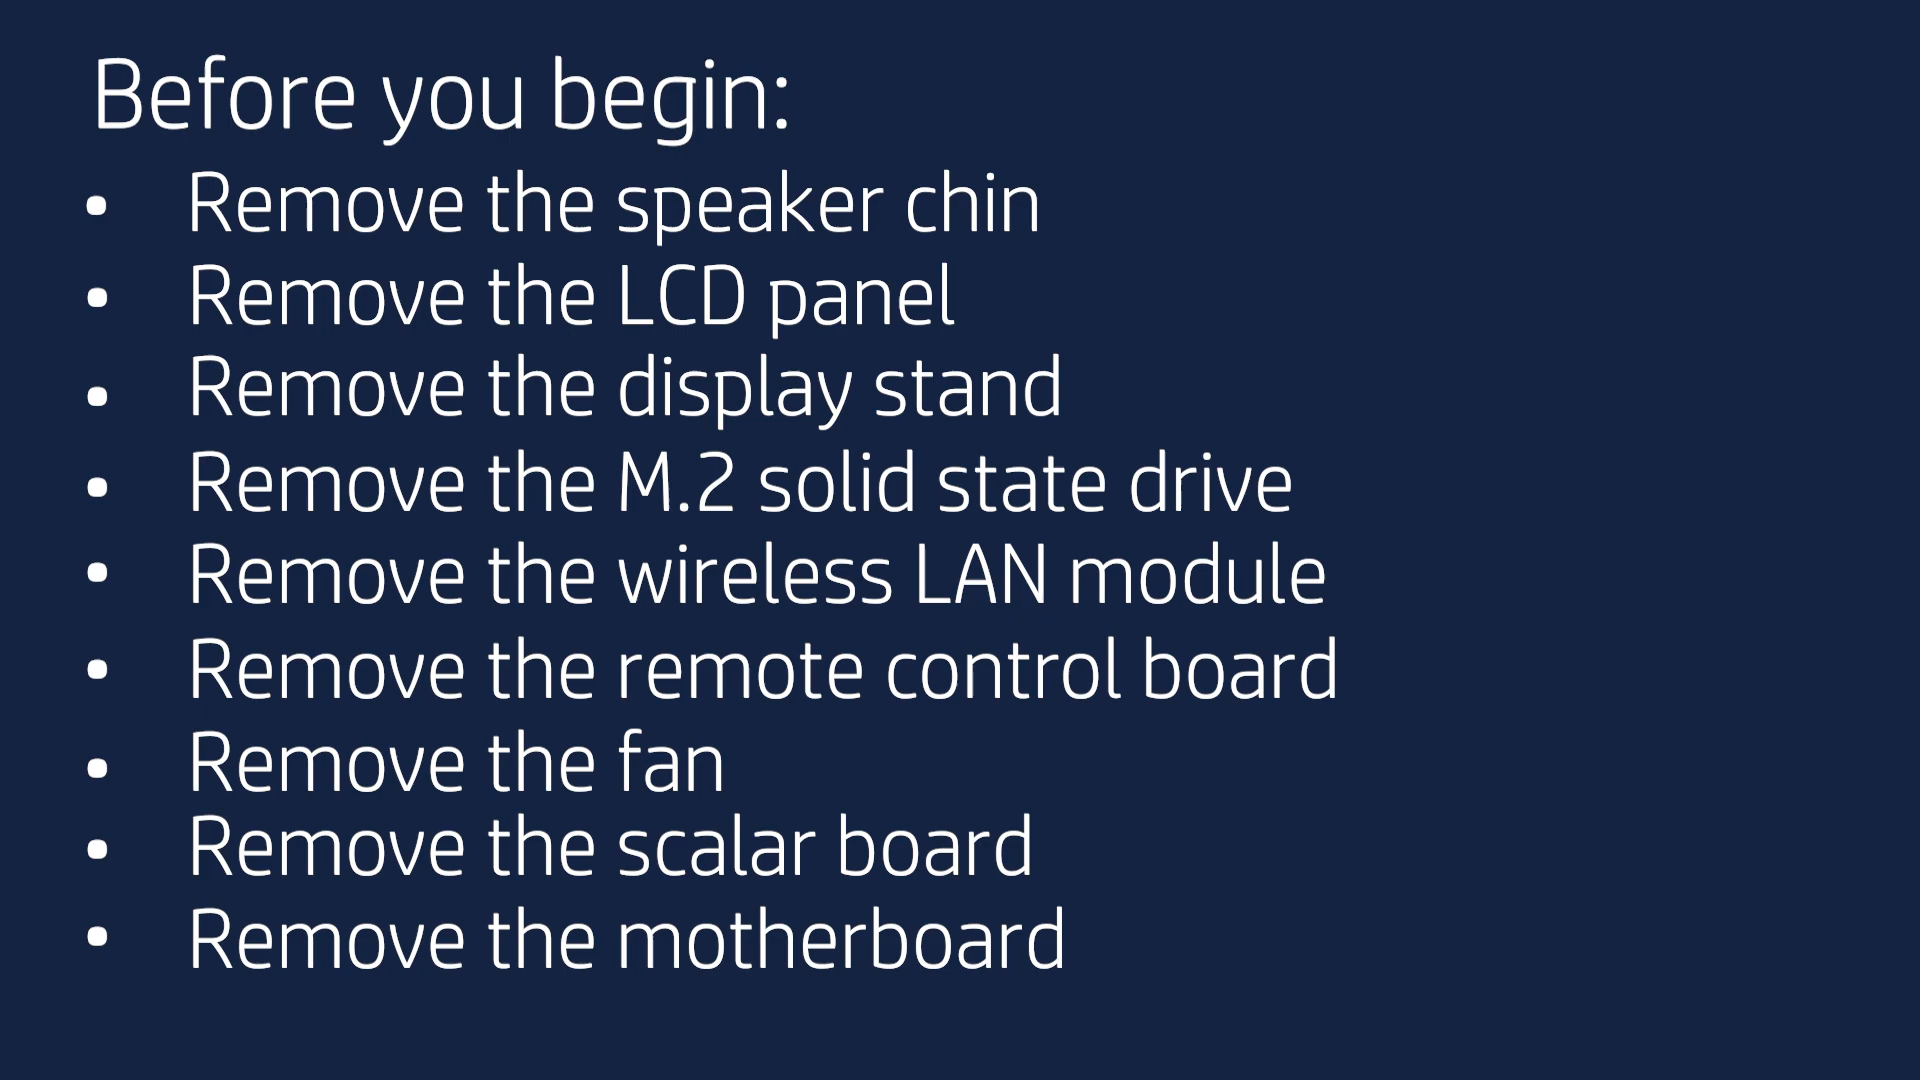 Before you begin:
• Remove the speaker chin
• Remove the LCD panel
• Remove the display stand
• Remove the M.2 solid state drive
• Remove the wireless LAN module
• Remove the remote control board
• Remove the fan
• Remove the scalar board
• Remove the motherboard